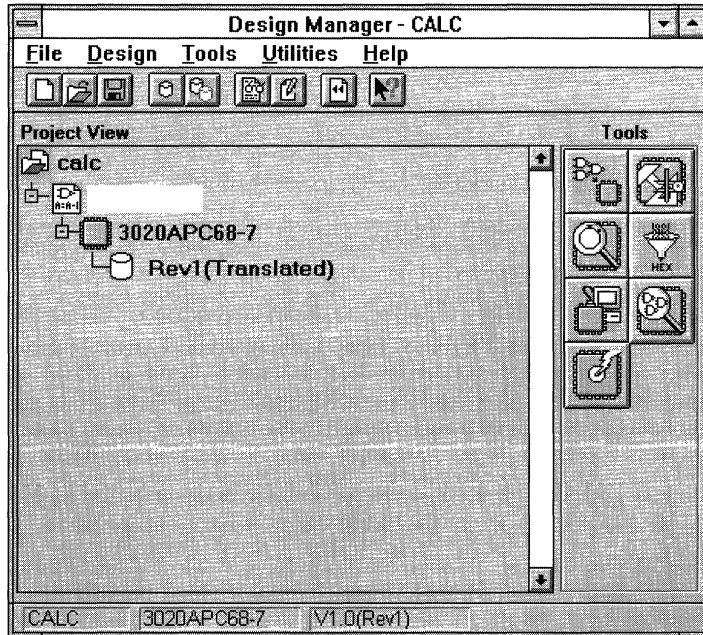 Design Manager - CALC
File Design Tools Utilities Help
Project View
Tools
calc
A=A-1
3020APC68-7
Rev1(Translated)
HEX
CALC
3020APC68-7
V1.0(Rev1)